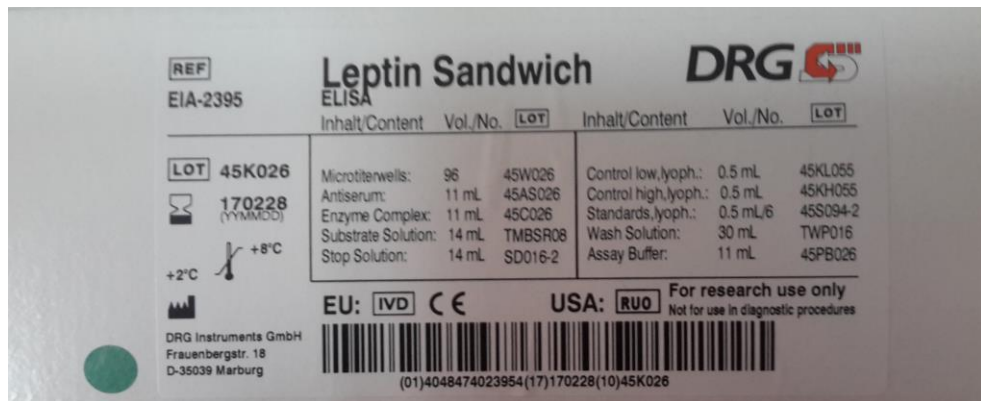 REF
EIA-2395
Leptin Sandwich
ELISA
DRG
Inhalt/Content Vol./No. LOT Inhalt/Content Vol./No. LOT
LOT 45K026
170228
(YYMMDD)
+8°C
+2°C
Microtiterwells: 96 45W026
Antiserum: 11 mL 45AS026
Enzyme Complex: 11 mL 45C026
Substrate Solution: 14 mL TMBSR08
Stop Solution: 14 mL SD016-2
Control low,lyoph.: 0.5 mL 45KL055
Control high,lyoph.: 0.5 mL 45KH055
Standards,lyoph.: 0.5 mL/6 45S094-2
Wash Solution: 30 mL TWP016
Assay Buffer: 11 mL 45PB026
EU: IVD CE USA: RUO For research use only
Not for use in diagnostic procedures
DRG Instruments GmbH
Frauenbergstr. 18
D-35039 Marburg
(01)4048474023954(17)170228(10)45K026